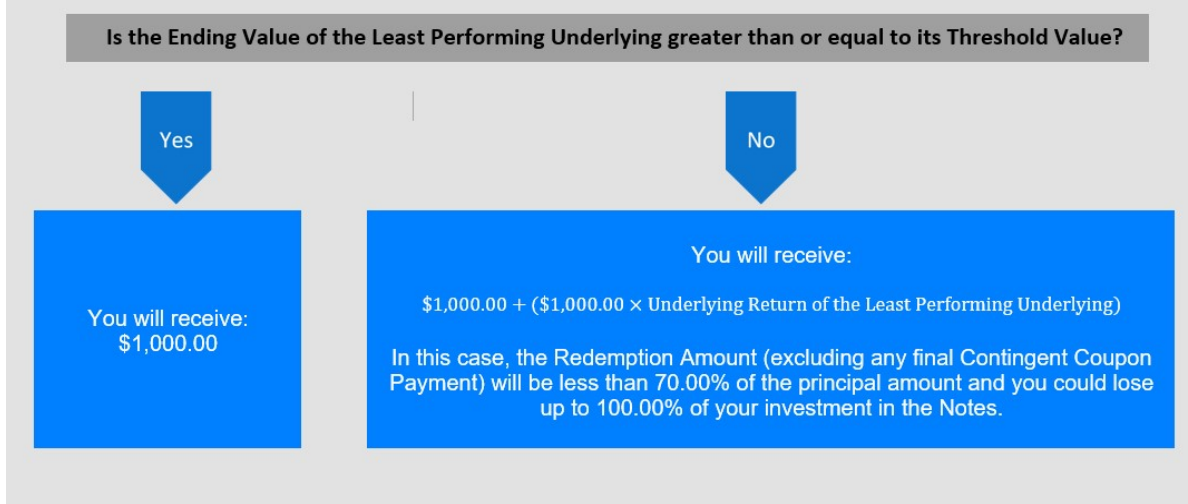 Is the Ending Value of the Least Performing Underlying greater than or equal to its Threshold Value?
Yes
No
You will receive:
$1,000.00
You will receive:
$1,000.00 + ($1,000.00 × Underlying Return of the Least Performing Underlying)
In this case, the Redemption Amount (excluding any final Contingent Coupon
Payment) will be less than 70.00% of the principal amount and you could lose
up to 100.00% of your investment in the Notes.